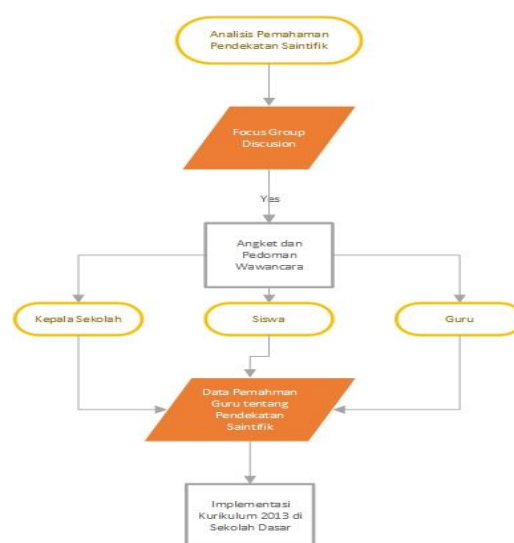 Analisis Pemahaman
Pendekatan Saintifik
Focus Group
Discusion
Yes
Angket dan
Pedoman
Wawancara
Kepala Sekolah
Siswa
Guru
Data Pemahman
Guru tentang
Pendekatan
Saintifik
Implementasi
Kurikulum 2013 di
Sekolah Dasar